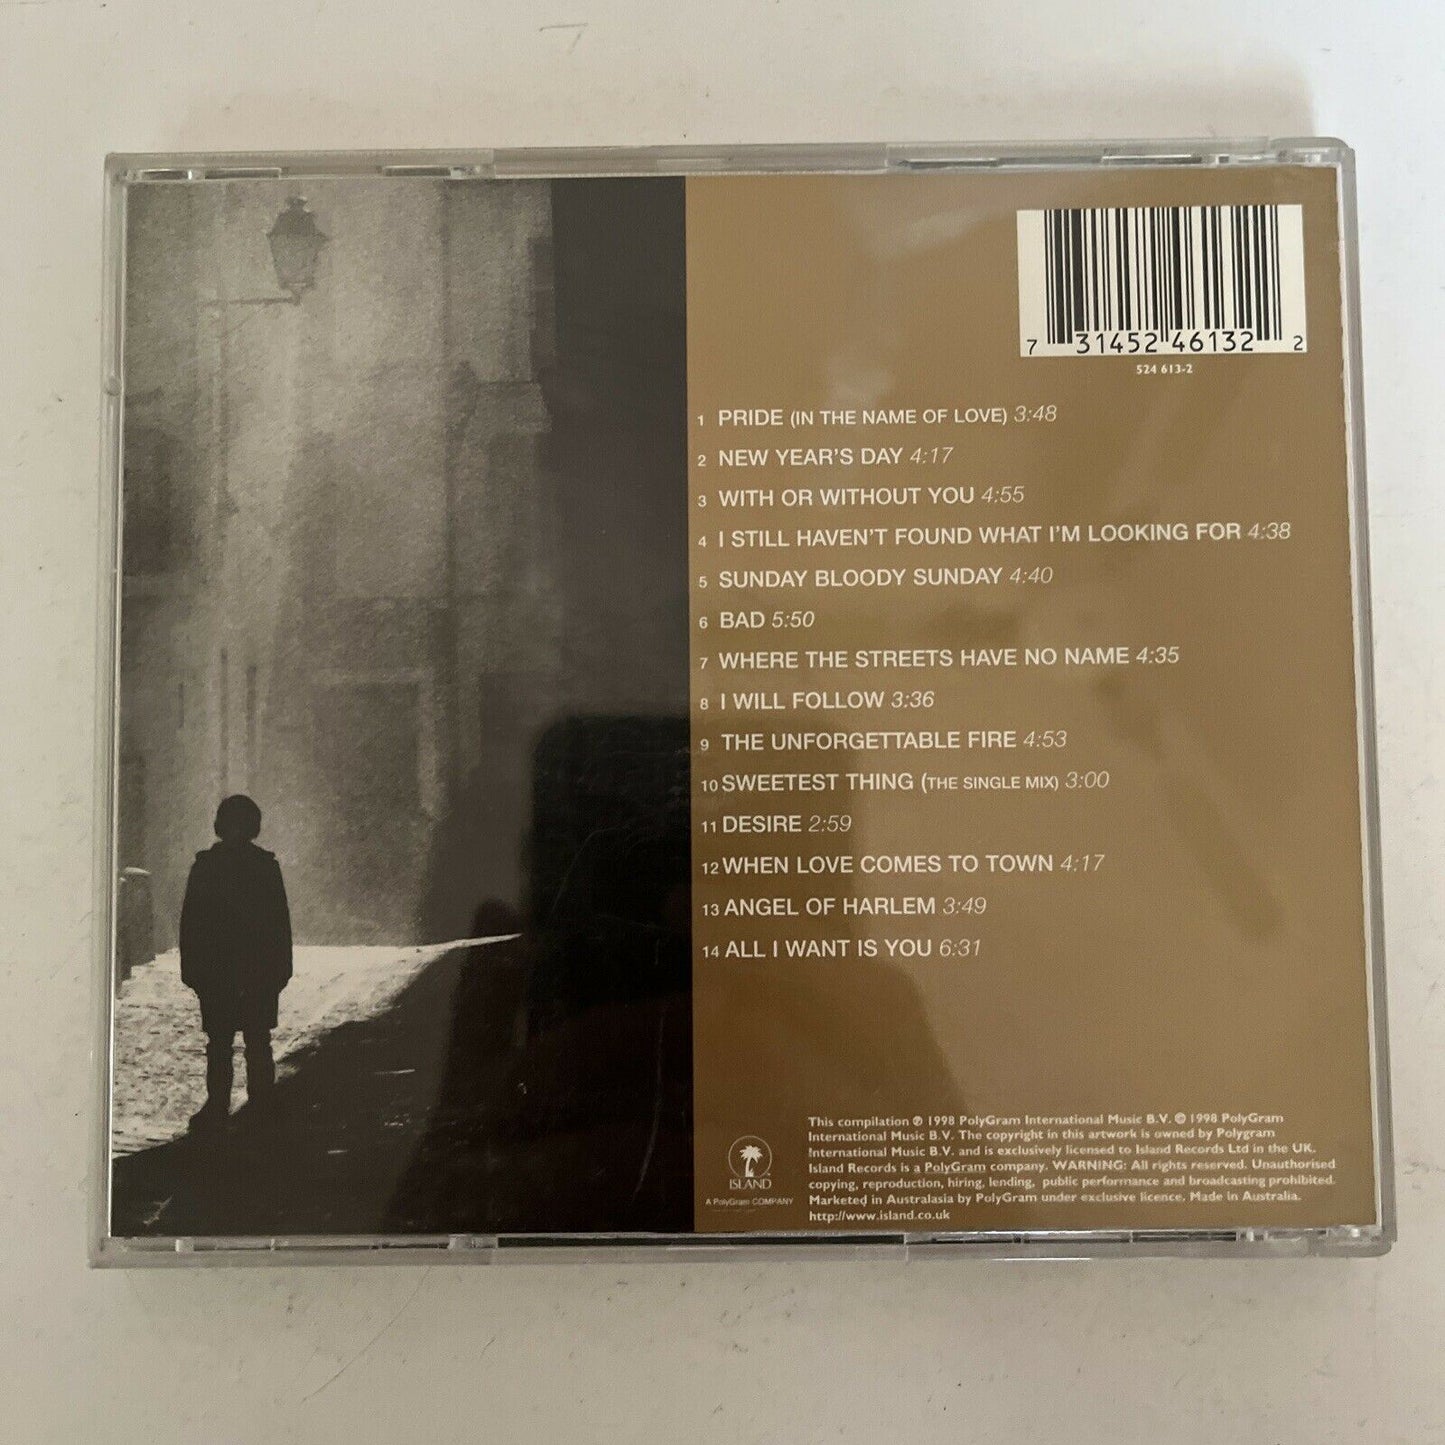 7 31452 46132 2
524 613-2
1 PRIDE (IN THE NAME OF LOVE) 3:48
2 NEW YEAR'S DAY 4:17
3 WITH OR WITHOUT YOU 4:55
4 I STILL HAVEN'T FOUND WHAT I'M LOOKING FOR 4:38
5 SUNDAY BLOODY SUNDAY 4:40
6 BAD 5:50
7 WHERE THE STREETS HAVE NO NAME 4:35
8 I WILL FOLLOW 3:36
9 THE UNFORGETTABLE FIRE 4:53
10 SWEETEST THING (THE SINGLE MIX) 3:00
11 DESIRE 2:59
12 WHEN LOVE COMES TO TOWN 4:17
13 ANGEL OF HARLEM 3:49
14 ALL I WANT IS YOU 6:31
ISLAND
A PolyGram COMPANY
This compilation ℗ 1998 PolyGram International Music B.V. © 1998 PolyGram
International Music B.V. The copyright in this artwork is owned by Polygram
International Music B.V. and is exclusively licensed to Island Records Ltd in the UK.
Island Records is a PolyGram company. WARNING: All rights reserved. Unauthorised
copying, reproduction, hiring, lending, public performance and broadcasting prohibited.
Marketed in Australasia by PolyGram under exclusive licence. Made in Australia.
http://www.island.co.uk